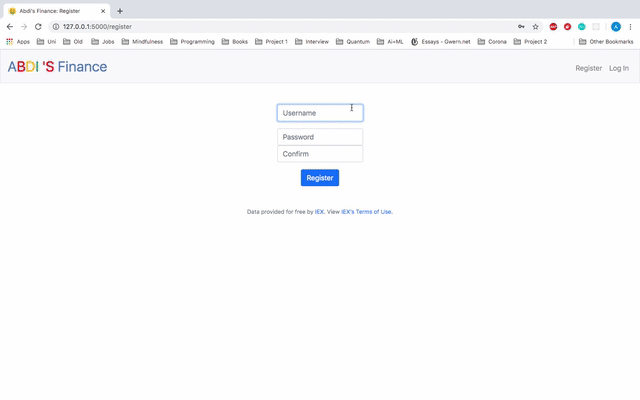 Abdi's Finance: Register
127.0.0.1:5000/register
Apps Uni Old Jobs Mindfulness Programming Books Project 1 Interview Quantum Ai+ML Essays - Gwern.net Corona Project 2 Other Bookmarks
ABDI 'S Finance
Register Log In
Username
Password
Confirm
Register
Data provided for free by IEX. View IEX's Terms of Use.